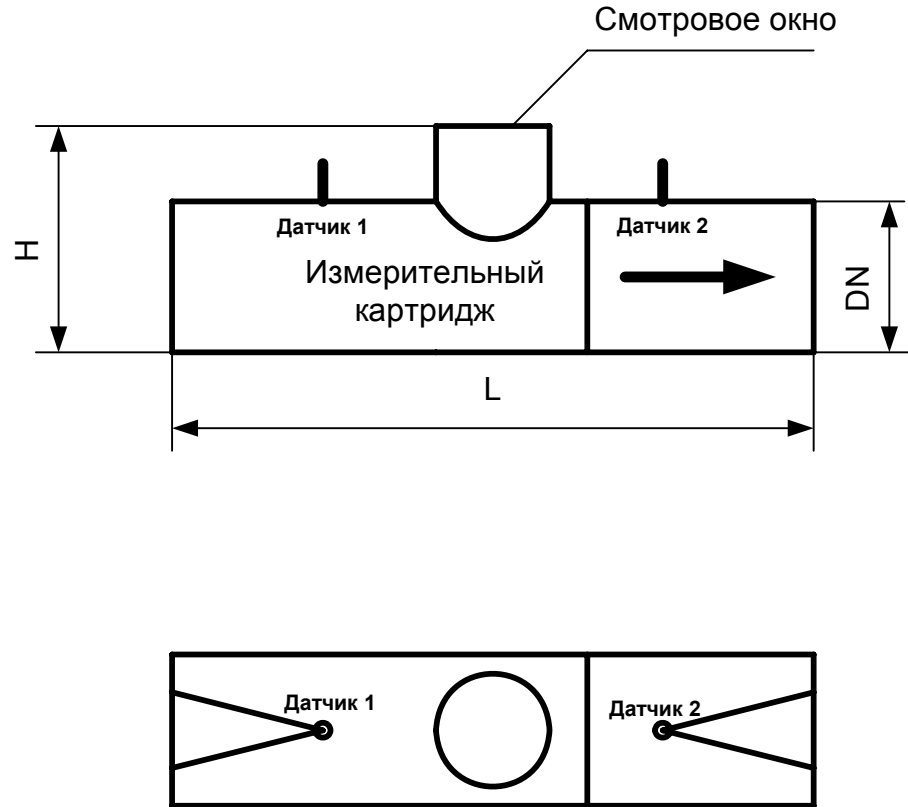 Смотровое окно
Датчик 1
Датчик 2
H
Измерительный
картридж
DN
L
Датчик 1
Датчик 2